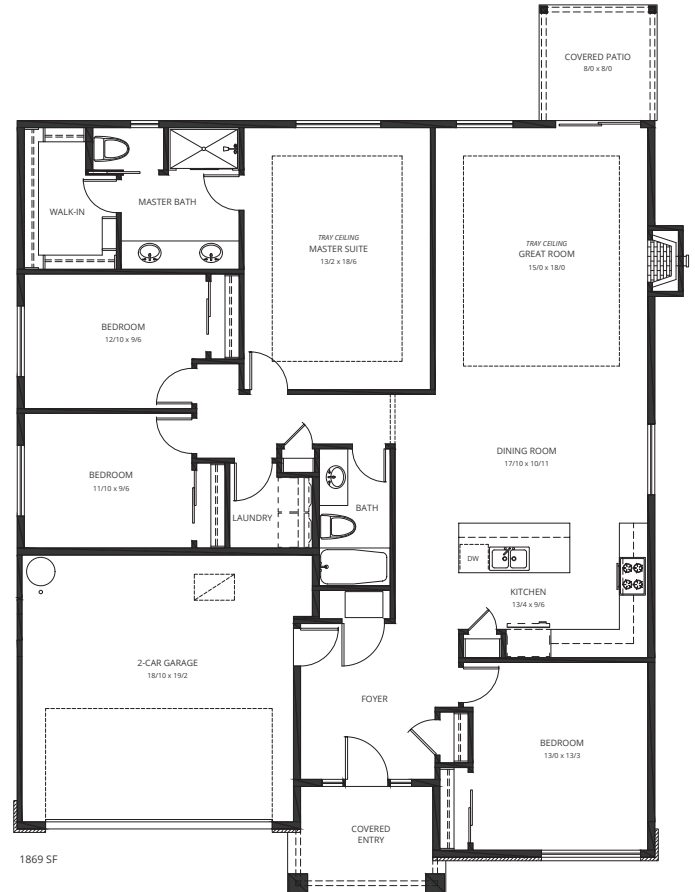 COVERED PATIO
8/0 x 8/0
WALK-IN
MASTER BATH
TRAY CEILING
MASTER SUITE
13/2 x 18/6
TRAY CEILING
GREAT ROOM
15/0 x 18/0
BEDROOM
12/10 x 9/6
BEDROOM
11/10 x 9/6
LAUNDRY
BATH
DINING ROOM
17/10 x 10/11
DW
KITCHEN
13/4 x 9/6
2-CAR GARAGE
18/10 x 19/2
FOYER
BEDROOM
13/0 x 13/3
COVERED
ENTRY
1869 SF